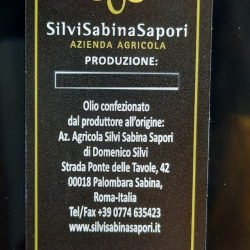 SilviSabinaSapori
AZIENDA AGRICOLA
PRODUZIONE:
Olio confezionato
dal produttore all'origine:
Az. Agricola Silvi Sabina Sapori
di Domenico Silvi
Strada Ponte delle Tavole, 42
00018 Palombara Sabina,
Roma-Italia
Tel/Fax +39 0774 635423
www.silvisabinasapori.it